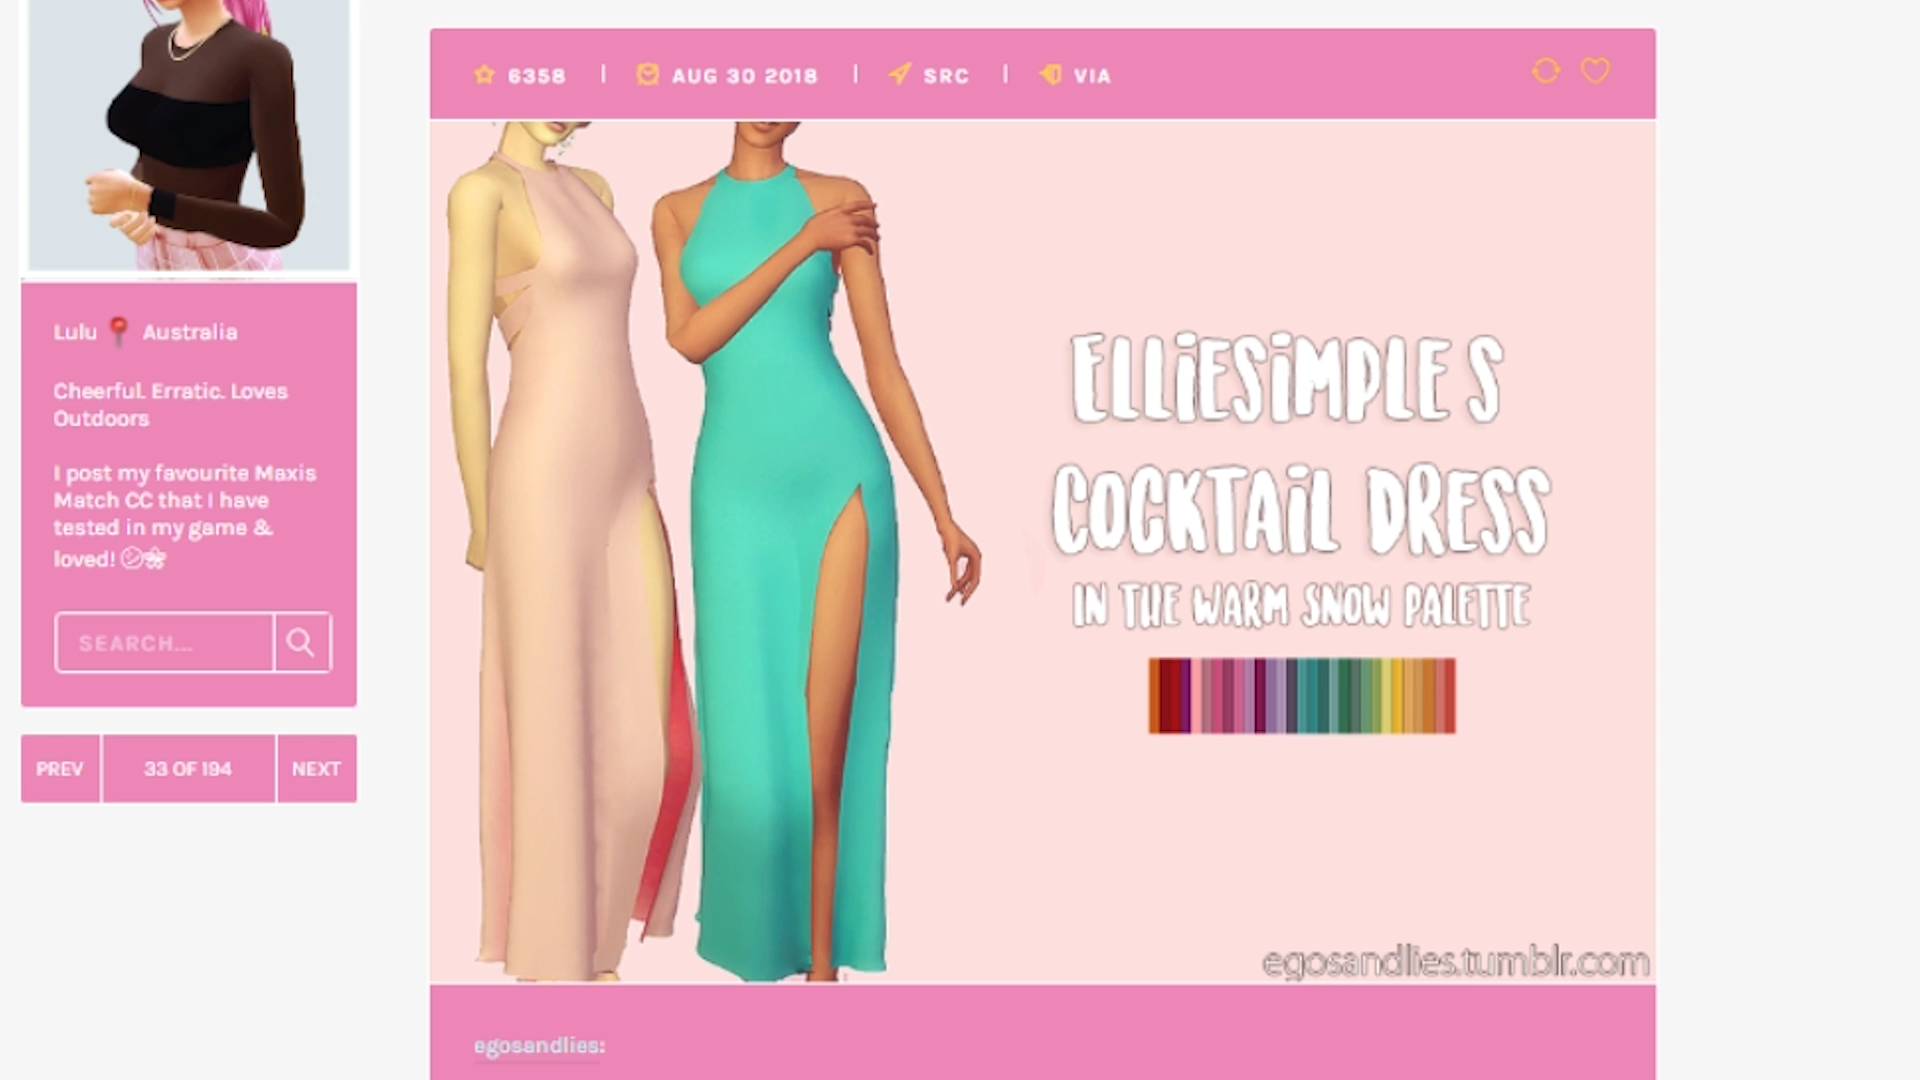 6358 | AUG 30 2018 | SRC | VIA
Lulu 📍 Australia
Cheerful. Erratic. Loves
Outdoors
I post my favourite Maxis
Match CC that I have
tested in my game &
loved!
SEARCH...
PREV 33 OF 194 NEXT
ELLIESIMPLE S
COCKTAIL DRESS
IN THE WARM SNOW PALETTE
egosandlies.tumblr.com
egosandlies: